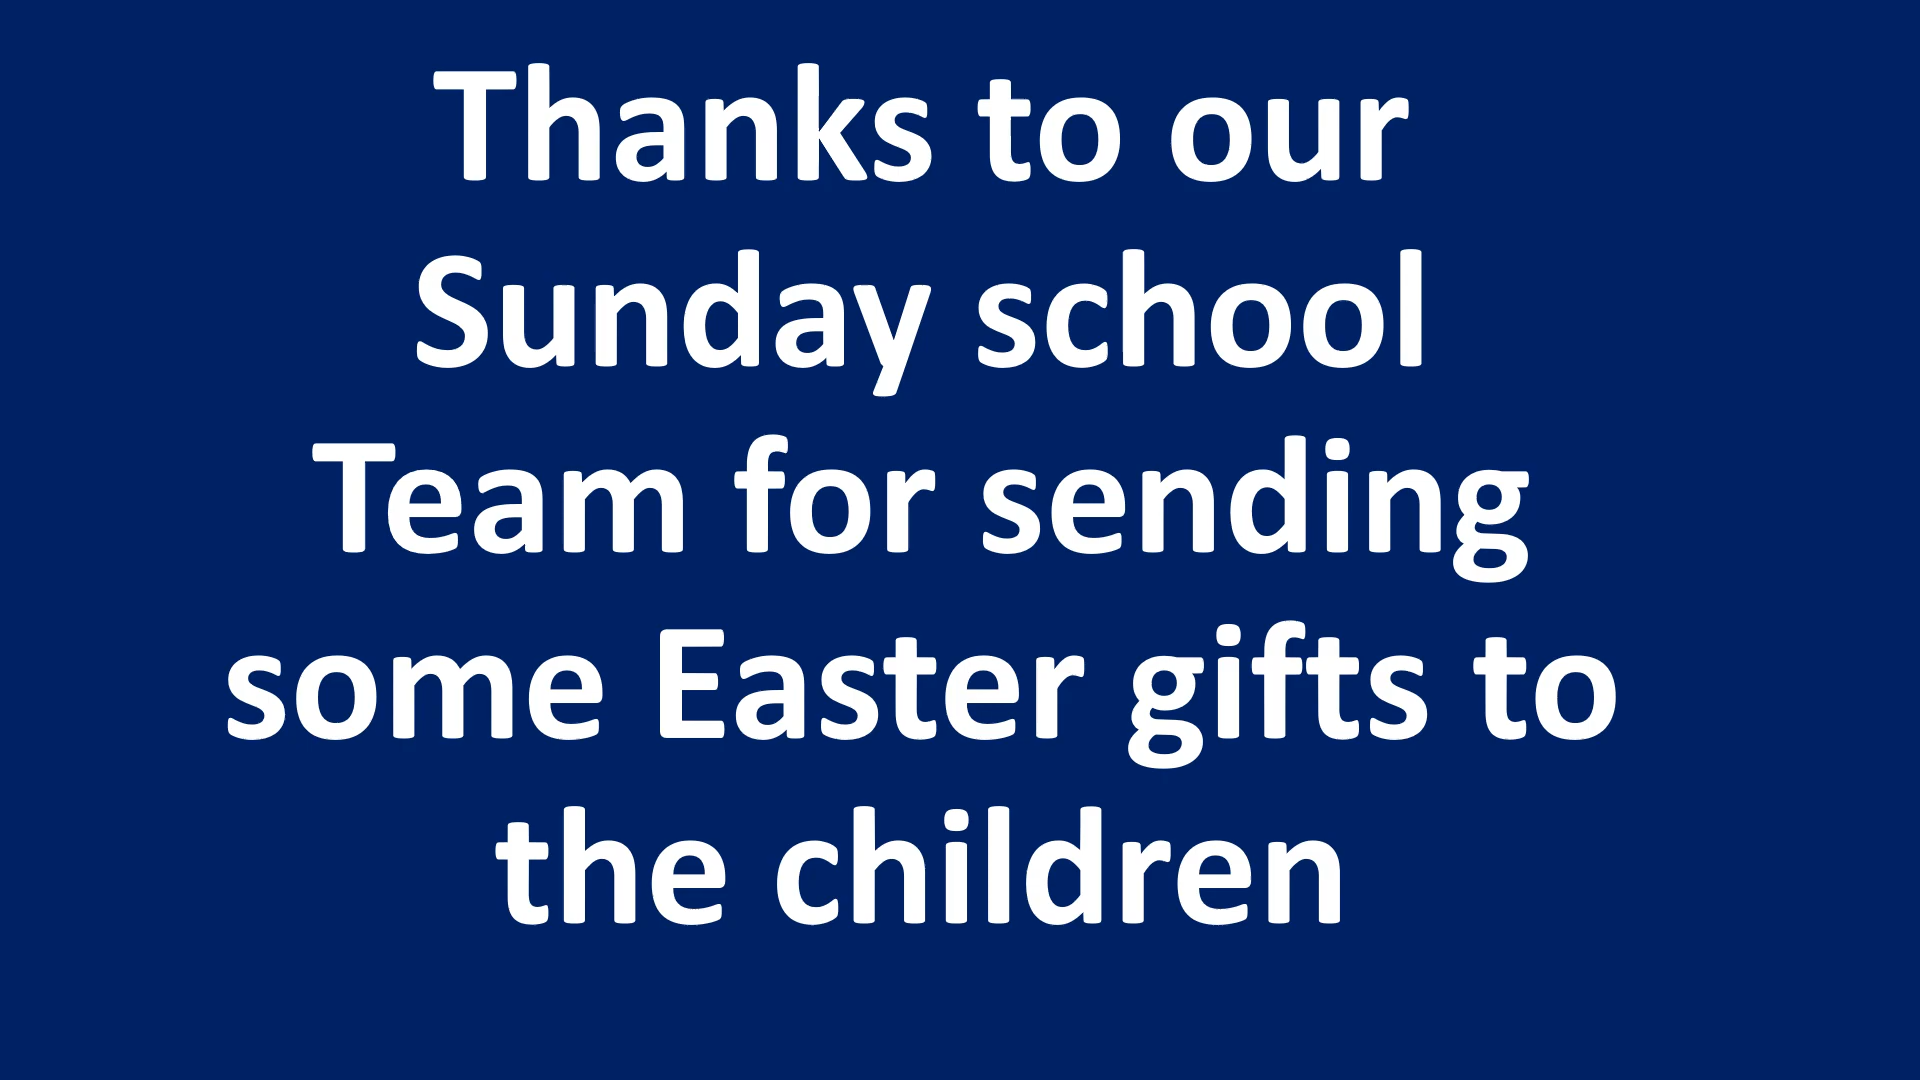 Thanks to our
Sunday school
Team for sending
some Easter gifts to
the children